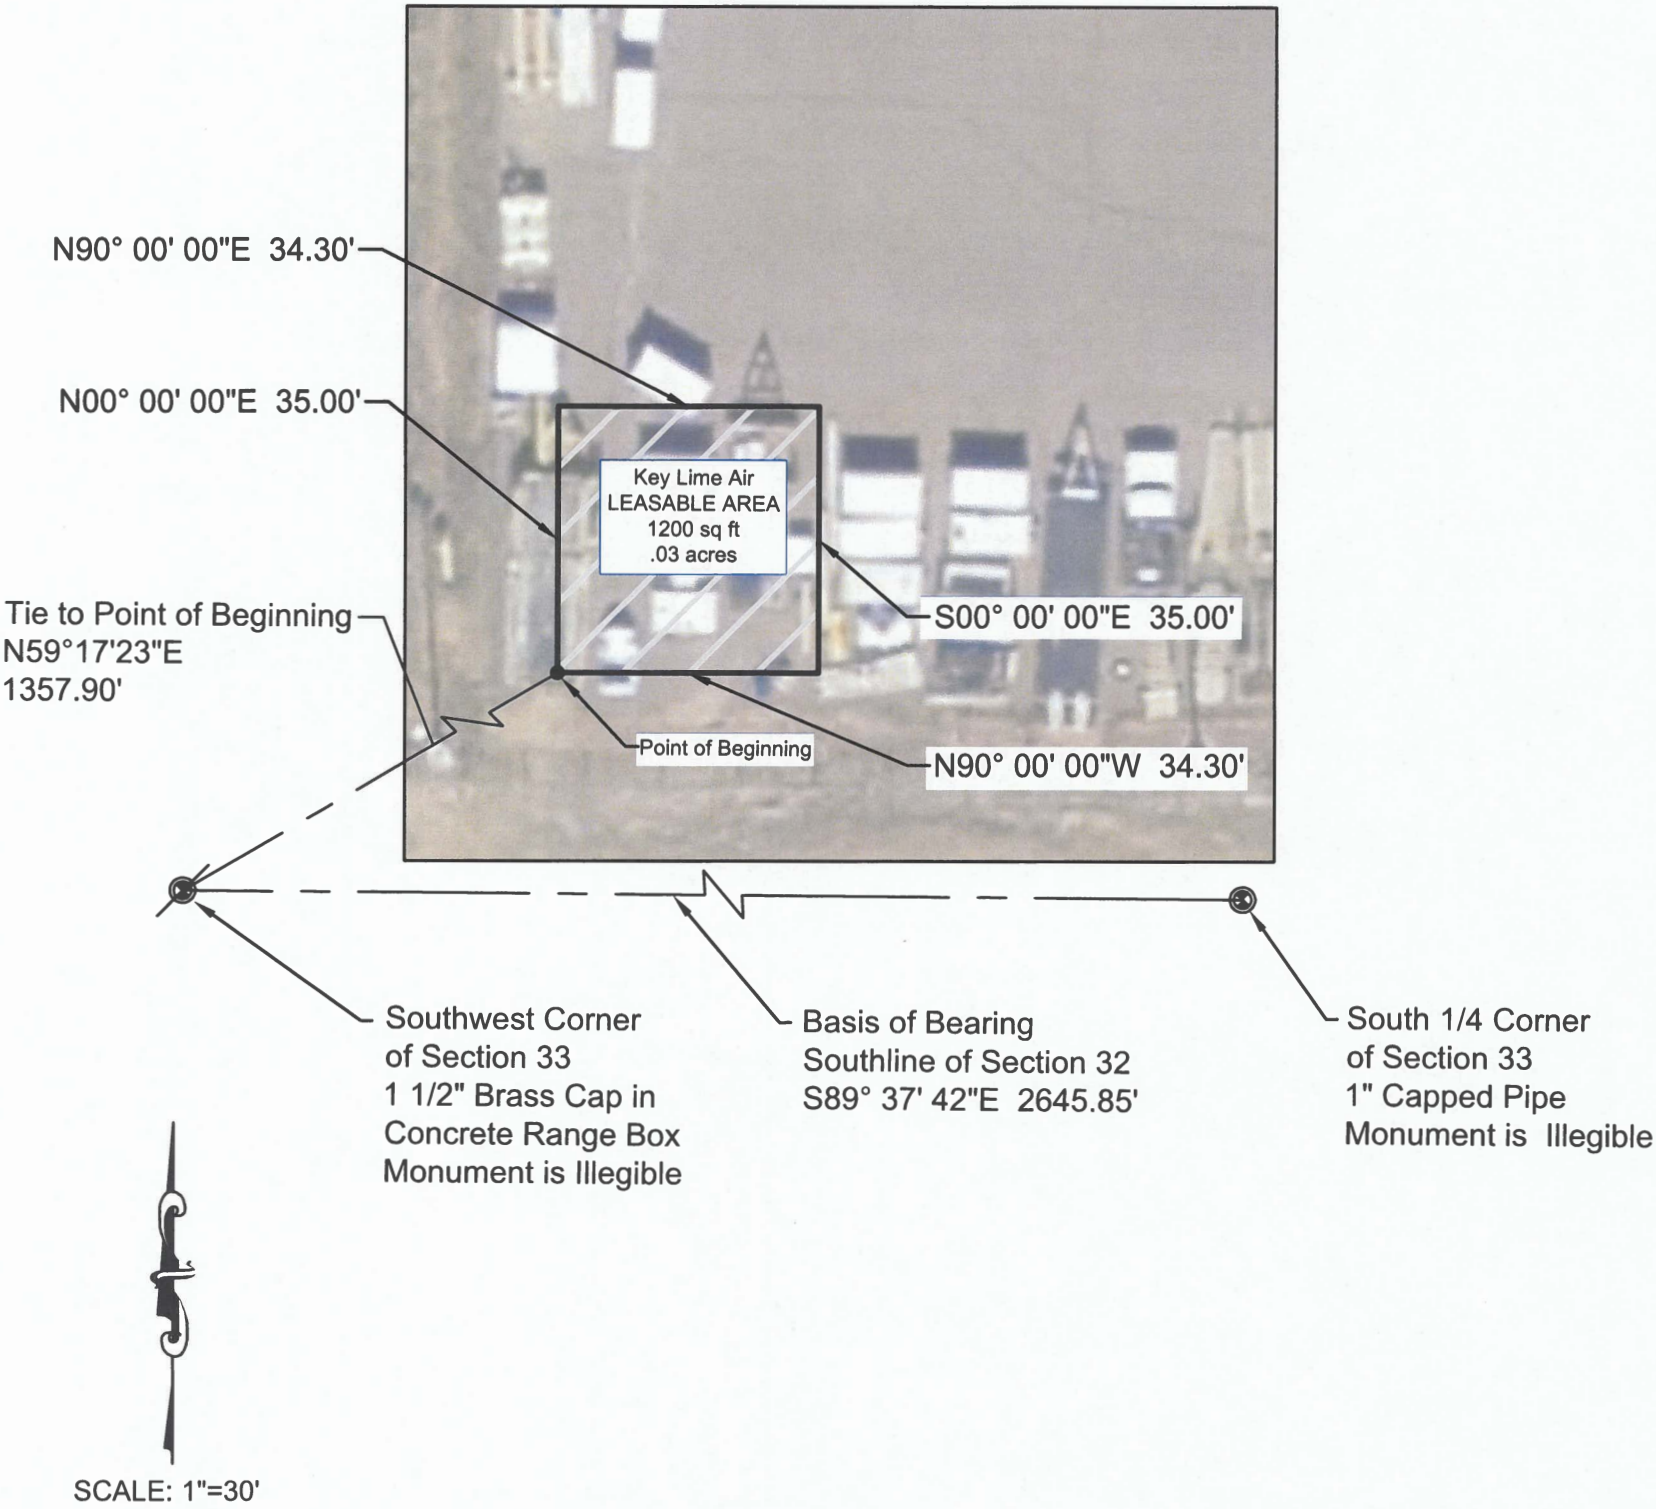 N90° 00' 00"E 34.30'
N00° 00' 00"E 35.00'
Key Lime Air
LEASABLE AREA
1200 sq ft
.03 acres
Tie to Point of Beginning
N59°17'23"E
1357.90'
S00° 00' 00"E 35.00'
Point of Beginning
N90° 00' 00"W 34.30'
Southwest Corner
of Section 33
1 1/2" Brass Cap in
Concrete Range Box
Monument is Illegible
Basis of Bearing
Southline of Section 32
S89° 37' 42"E 2645.85'
South 1/4 Corner
of Section 33
1" Capped Pipe
Monument is Illegible
SCALE: 1"=30'